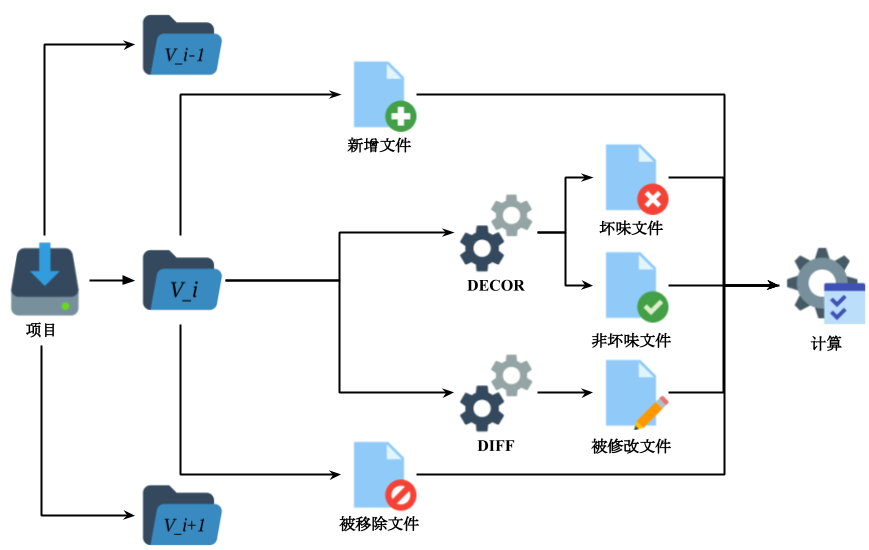 V_i-1
新增文件
坏味文件
DECOR
项目
V_i
非坏味文件
计算
DIFF
被修改文件
V_i+1
被移除文件